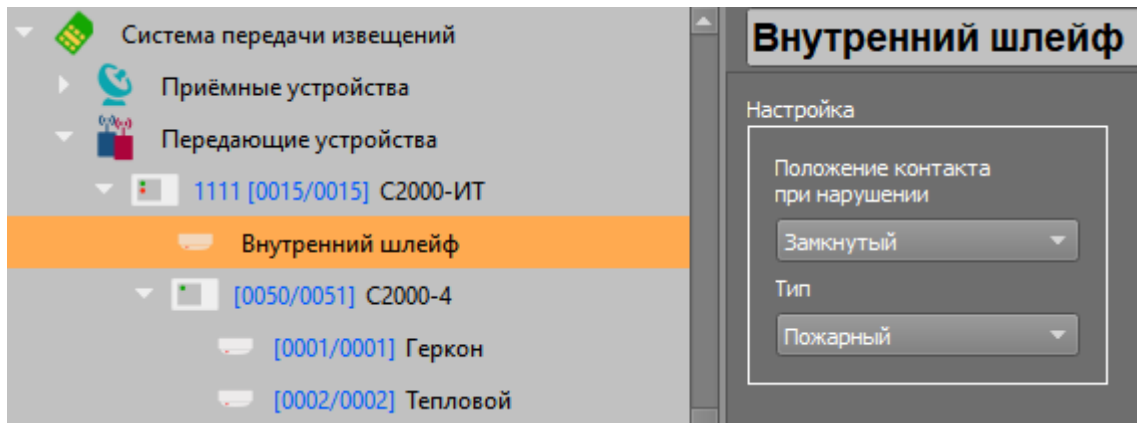 Система передачи извещений
Приёмные устройства
Передающие устройства
1111 [0015/0015] С2000-ИТ
Внутренний шлейф
[0050/0051] С2000-4
[0001/0001] Геркон
[0002/0002] Тепловой
Внутренний шлейф
Настройка
Положение контакта
при нарушении
Замкнутый
Тип
Пожарный